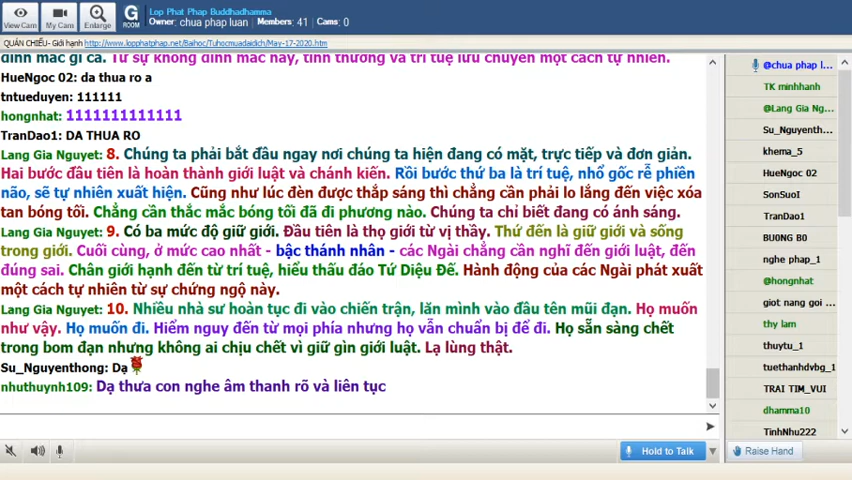 View Cam
My Cam
Enlarge
G ROOM
Lop Phat Phap Buddhadhamma
Owner: chua phap luan Members: 41 Cams: 0
QUÁN CHIẾU- Giới hạnh http://www.lopphatphap.net/Baihoc/Tuhocmuadaidich/May-17-2020.htm
dính mắc gì cả. Từ sự không dính mắc này, tình thương và trí tuệ lưu chuyển một cách tự nhiên.
HueNgoc 02: da thua ro a
tntueduyen: 111111
hongnhat: 1111111111111
TranDao1: DA THUA RO
Lang Gia Nguyet: 8. Chúng ta phải bắt đầu ngay nơi chúng ta hiện đang có mặt, trực tiếp và đơn giản.
Hai bước đầu tiên là hoàn thành giới luật và chánh kiến. Rồi bước thứ ba là trí tuệ, nhổ gốc rễ phiền
não, sẽ tự nhiên xuất hiện. Cũng như lúc đèn được thắp sáng thì chẳng cần phải lo lắng đến việc xóa
tan bóng tối. Chẳng cần thắc mắc bóng tối đã đi phương nào. Chúng ta chỉ biết đang có ánh sáng.
Lang Gia Nguyet: 9. Có ba mức độ giữ giới. Đầu tiên là thọ giới từ vị thầy. Thứ đến là giữ giới và sống
trong giới. Cuối cùng, ở mức cao nhất - bậc thánh nhân - các Ngài chẳng cần nghĩ đến giới luật, đến
đúng sai. Chân giới hạnh đến từ trí tuệ, hiểu thấu đáo Tứ Diệu Đế. Hành động của các Ngài phát xuất
một cách tự nhiên từ sự chứng ngộ này.
Lang Gia Nguyet: 10. Nhiều nhà sư hoàn tục đi vào chiến trận, lăn mình vào đầu tên mũi đạn. Họ muốn
như vậy. Họ muốn đi. Hiểm nguy đến từ mọi phía nhưng họ vẫn chuẩn bị để đi. Họ sẵn sàng chết
trong bom đạn nhưng không ai chịu chết vì giữ gìn giới luật. Lạ lùng thật.
Su_Nguyenthong: Dạ
nhuthuynh109: Dạ thưa con nghe âm thanh rõ và liên tục
@chua phap l...
TK minhhanh
@Lang Gia Ng...
Su_Nguyenth...
khema_5
HueNgoc 02
SonSuoI
TranDao1
BU0NG B0
nghe phap_1
@hongnhat
giot nang goi ...
thy lam
thuytu_1
tuethanhdvbg_1
TRAI TIM_VUI
dhamma10
TinhNhu222
Hold to Talk
Raise Hand